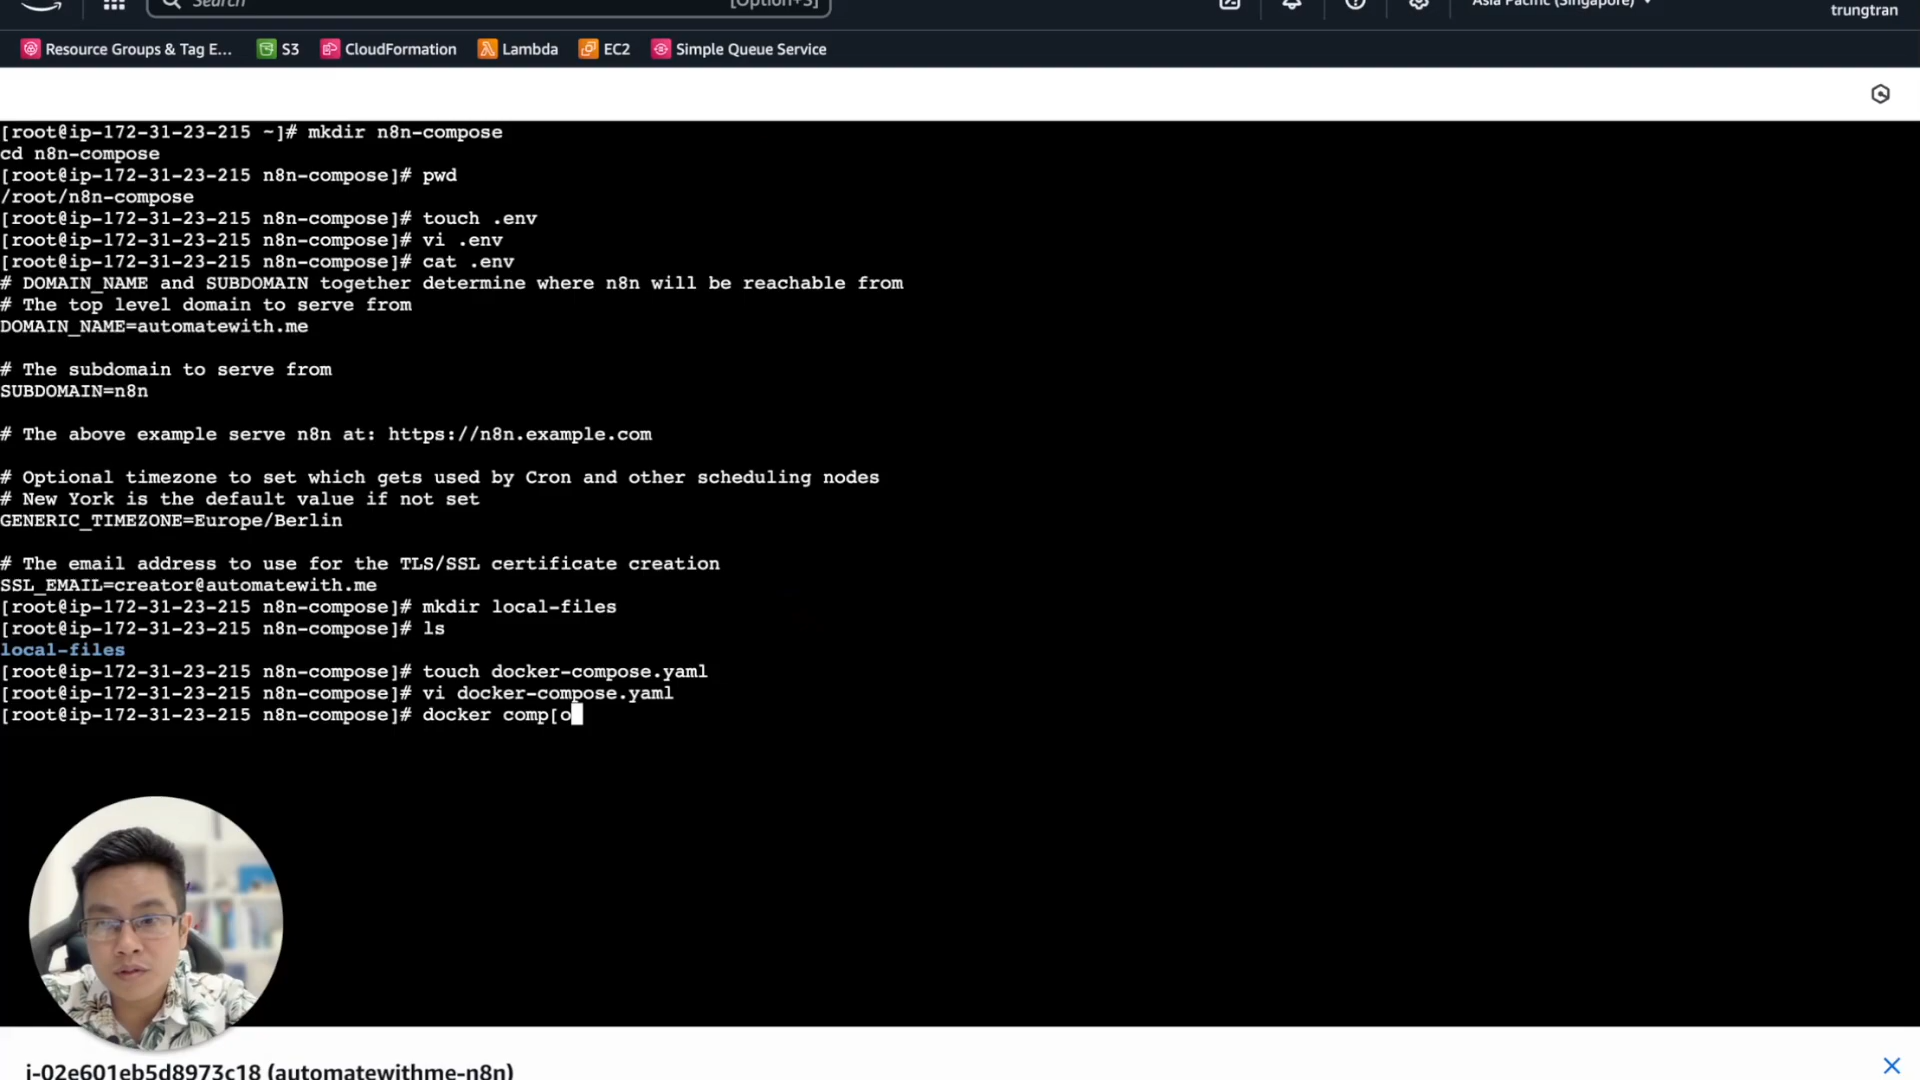 Search
[Option+S]
Asia Pacific (Singapore)
trungtran
Resource Groups & Tag E...
S3
CloudFormation
Lambda
EC2
Simple Queue Service
[root@ip-172-31-23-215 ~]# mkdir n8n-compose
cd n8n-compose
[root@ip-172-31-23-215 n8n-compose]# pwd
/root/n8n-compose
[root@ip-172-31-23-215 n8n-compose]# touch .env
[root@ip-172-31-23-215 n8n-compose]# vi .env
[root@ip-172-31-23-215 n8n-compose]# cat .env
# DOMAIN_NAME and SUBDOMAIN together determine where n8n will be reachable from
# The top level domain to serve from
DOMAIN_NAME=automatewith.me
# The subdomain to serve from
SUBDOMAIN=n8n
# The above example serve n8n at: https://n8n.example.com
# Optional timezone to set which gets used by Cron and other scheduling nodes
# New York is the default value if not set
GENERIC_TIMEZONE=Europe/Berlin
# The email address to use for the TLS/SSL certificate creation
SSL_EMAIL=creator@automatewith.me
[root@ip-172-31-23-215 n8n-compose]# mkdir local-files
[root@ip-172-31-23-215 n8n-compose]# ls
local-files
[root@ip-172-31-23-215 n8n-compose]# touch docker-compose.yaml
[root@ip-172-31-23-215 n8n-compose]# vi docker-compose.yaml
[root@ip-172-31-23-215 n8n-compose]# docker comp[o
i-02e601eb5d8973c18 (automatewithme-n8n)